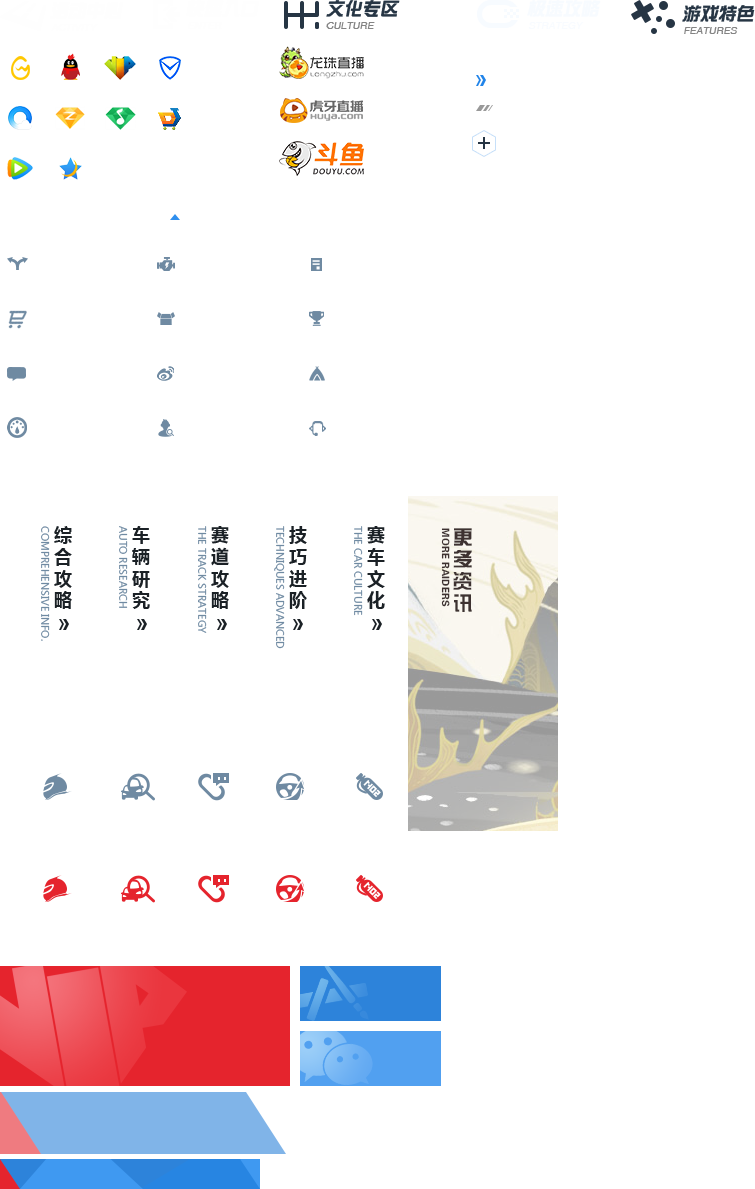 文化专区
CULTURE
游戏特色
FEATURES
龙珠直播
Longzhu.com
虎牙直播
Huya.com
斗鱼
DOUYU.COM
综合攻略
COMPREHENSIVE INFO.
车辆研究
AUTO RESEARCH
赛道攻略
THE TRACK STRATEGY
技巧进阶
TECHNIQUES ADVANCED
赛车文化
THE CAR CULTURE
更多资讯
MORE RAIDERS
VIP